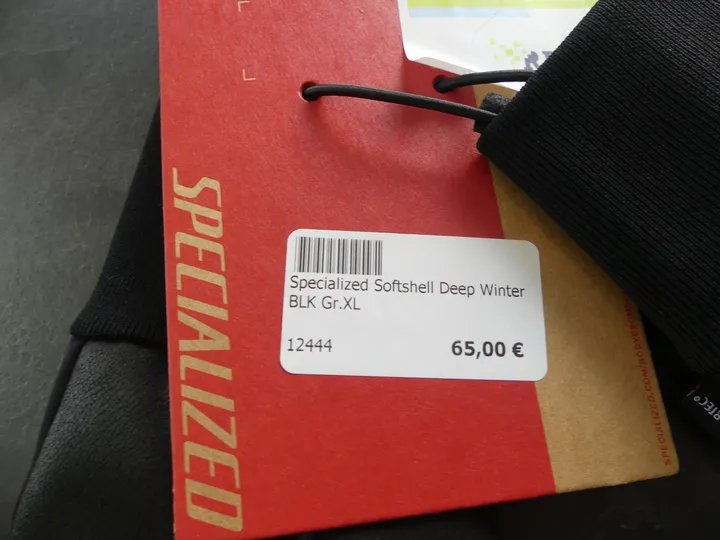 SPECIALIZED
Specialized Softshell Deep Winter
BLK Gr.XL
12444
65,00 €